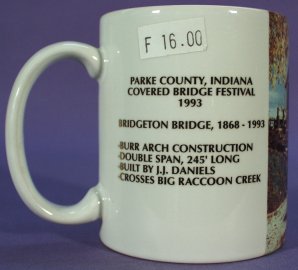 F 16.00
PARKE COUNTY, INDIANA
COVERED BRIDGE FESTIVAL
1993
BRIDGETON BRIDGE, 1868 - 1993
-BURR ARCH CONSTRUCTION
-DOUBLE SPAN, 245' LONG
-BUILT BY J.J. DANIELS
-CROSSES BIG RACCOON CREEK